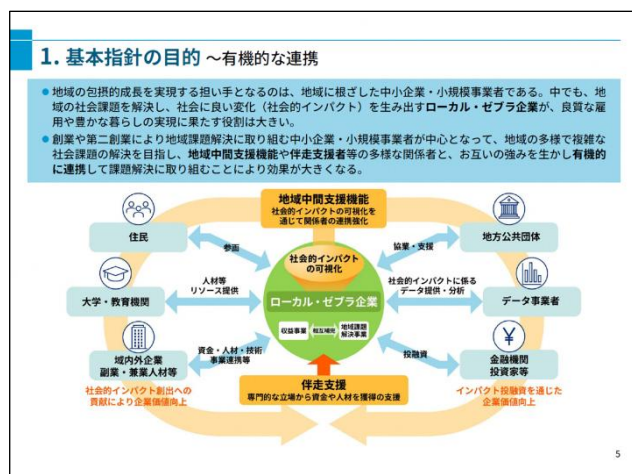 1. 基本指針の目的 ～有機的な連携
● 地域の包摂的成長を実現する担い手となるのは、地域に根ざした中小企業・小規模事業者である。中でも、地
域の社会課題を解決し、社会に良い変化（社会的インパクト）を生み出すローカル・ゼブラ企業が、良質な雇
用や豊かな暮らしの実現に果たす役割は大きい。
● 創業や第二創業により地域課題解決に取り組む中小企業・小規模事業者が中心となって、地域の多様で複雑な
社会課題の解決を目指し、地域中間支援機能や伴走支援者等の多様な関係者と、お互いの強みを生かし有機的
に連携して課題解決に取り組むことにより効果が大きくなる。
地域中間支援機能
社会的インパクトの可視化を
通じて関係者の連携強化
住民
参画
社会的インパクト
の可視化
協業・支援
地方公共団体
大学・教育機関
人材等
リソース提供
ローカル・ゼブラ企業
社会的インパクトに係る
データ提供・分析
データ事業者
収益事業
相互補完
地域課題
解決事業
域内外企業
副業・兼業人材等
資金・人材・技術
事業連携等
投融資
¥
金融機関
投資家等
社会的インパクト創出への
貢献により企業価値向上
伴走支援
専門的な立場から資金や人材を獲得の支援
インパクト投融資を通じた
企業価値向上
5